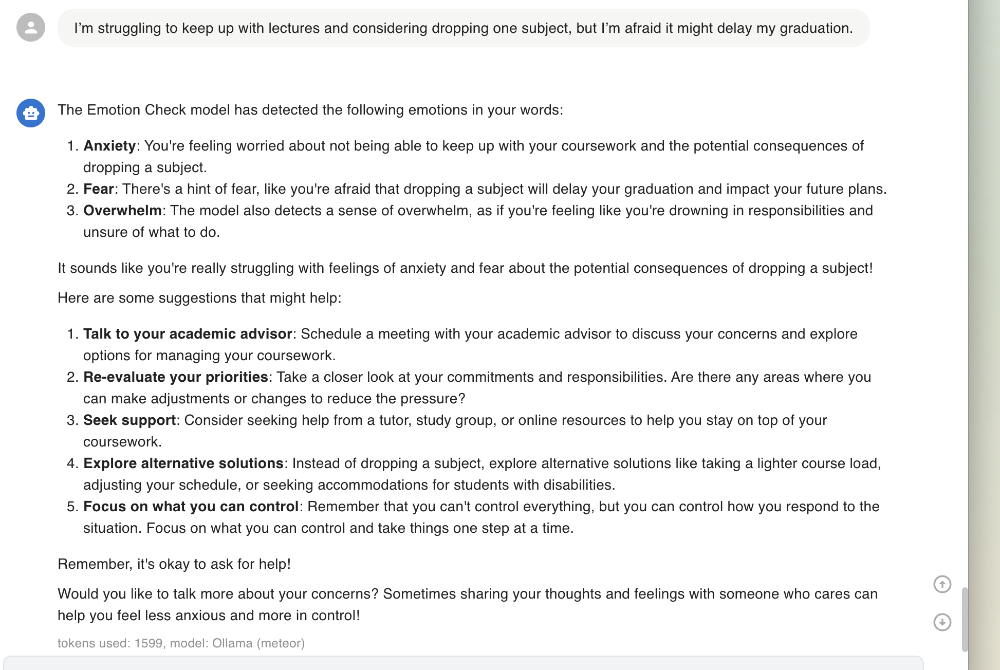 I’m struggling to keep up with lectures and considering dropping one subject, but I’m afraid it might delay my graduation.
The Emotion Check model has detected the following emotions in your words:
1. Anxiety: You're feeling worried about not being able to keep up with your coursework and the potential consequences of
dropping a subject.
2. Fear: There's a hint of fear, like you're afraid that dropping a subject will delay your graduation and impact your future plans.
3. Overwhelm: The model also detects a sense of overwhelm, as if you're feeling like you're drowning in responsibilities and
unsure of what to do.
It sounds like you're really struggling with feelings of anxiety and fear about the potential consequences of dropping a subject!
Here are some suggestions that might help:
1. Talk to your academic advisor: Schedule a meeting with your academic advisor to discuss your concerns and explore
options for managing your coursework.
2. Re-evaluate your priorities: Take a closer look at your commitments and responsibilities. Are there any areas where you
can make adjustments or changes to reduce the pressure?
3. Seek support: Consider seeking help from a tutor, study group, or online resources to help you stay on top of your
coursework.
4. Explore alternative solutions: Instead of dropping a subject, explore alternative solutions like taking a lighter course load,
adjusting your schedule, or seeking accommodations for students with disabilities.
5. Focus on what you can control: Remember that you can't control everything, but you can control how you respond to the
situation. Focus on what you can control and take things one step at a time.
Remember, it's okay to ask for help!
Would you like to talk more about your concerns? Sometimes sharing your thoughts and feelings with someone who cares can
help you feel less anxious and more in control!
tokens used: 1599, model: Ollama (meteor)